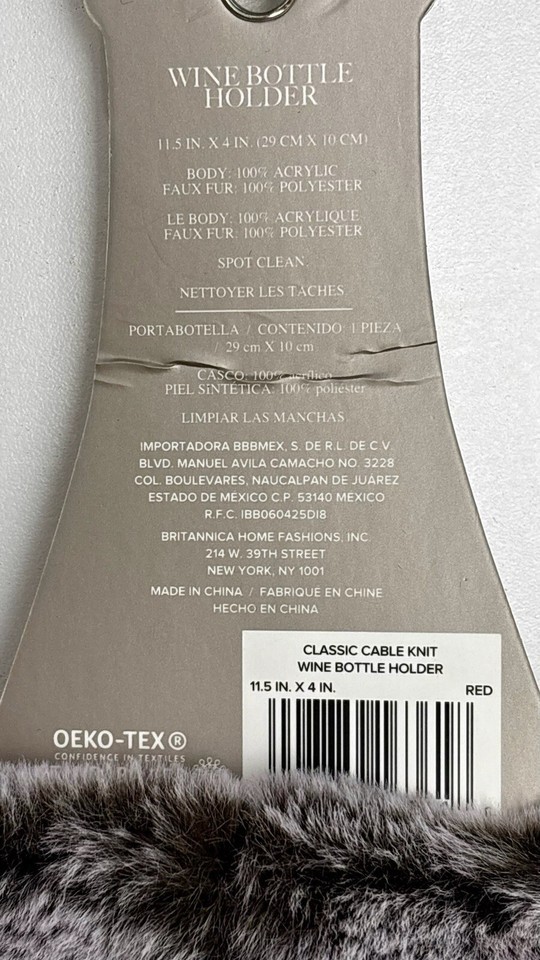 WINE BOTTLE
HOLDER
11.5 IN. X 4 IN. (29 CM X 10 CM)
BODY: 100% ACRYLIC
FAUX FUR: 100% POLYESTER
LE BODY: 100% ACRYLIQUE
FAUX FUR: 100% POLYESTER
SPOT CLEAN.
NETTOYER LES TÂCHES
PORTABOTELLA / CONTENIDO: 1 PIEZA
/ 29 cm X 10 cm
CASCO: 100% acrílico
PIEL SINTÉTICA: 100% poliéster
LIMPIAR LAS MANCHAS.
IMPORTADORA BBBMEX, S. DE R.L. DE C.V.
BLVD. MANUEL AVILA CAMACHO NO. 3228
COL. BOULEVARES, NAUCALPAN DE JUÁREZ
ESTADO DE MÉXICO C.P. 53140 MÉXICO
R.F.C. IBB060425DI8
BRITANNICA HOME FASHIONS, INC.
214 W. 39TH STREET
NEW YORK, NY 1001
MADE IN CHINA / FABRIQUE EN CHINE
HECHO EN CHINA
CLASSIC CABLE KNIT
WINE BOTTLE HOLDER
11.5 IN. X 4 IN. RED
OEKO-TEX®
CONFIDENCE IN TEXTILES